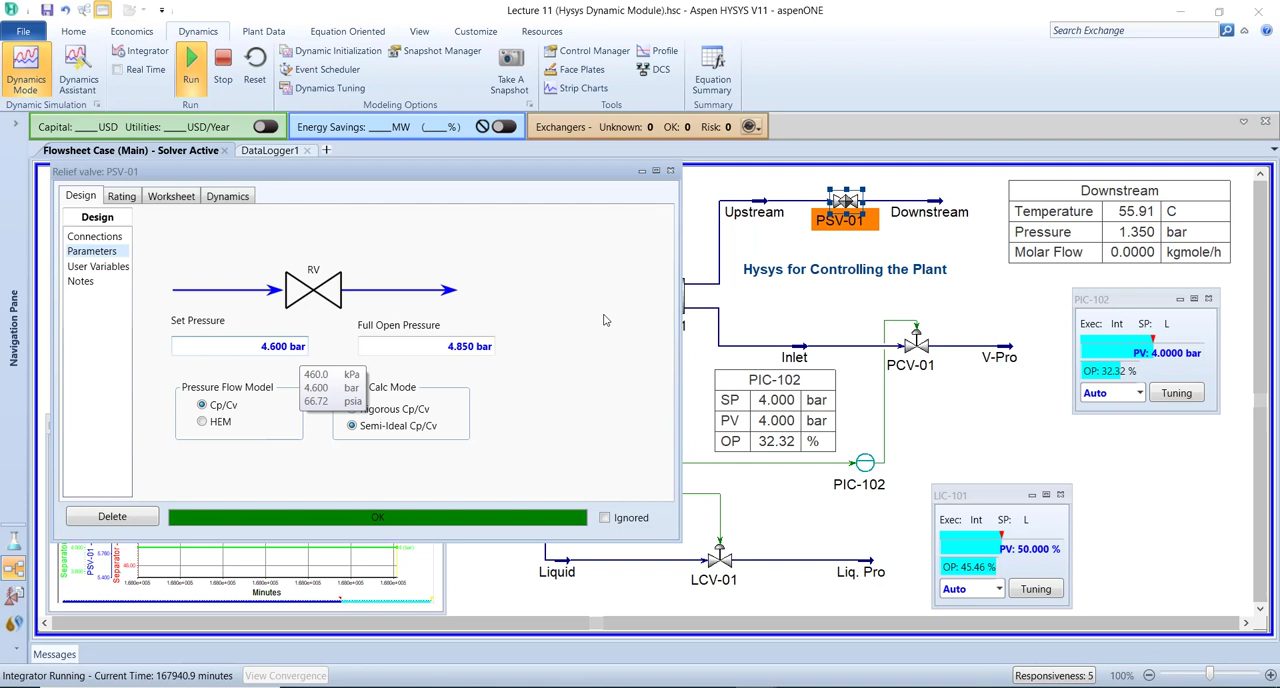 Lecture 11 (Hysys Dynamic Module).hsc - Aspen HYSYS V11 - aspenONE
File Home Economics Dynamics Plant Data Equation Oriented View Customize Resources
Search Exchange
Dynamics Mode
Dynamics Assistant
Integrator
Real Time
Run
Stop
Reset
Dynamic Initialization
Event Scheduler
Dynamics Tuning
Snapshot Manager
Take A Snapshot
Control Manager
Face Plates
Strip Charts
Profile
DCS
Equation Summary
Dynamic Simulation Run Modeling Options Tools Summary
Capital: ____USD Utilities: ____USD/Year
Energy Savings: ____MW (____%)
Exchangers - Unknown: 0 OK: 0 Risk: 0
Flowsheet Case (Main) - Solver Active DataLogger1
Navigation Pane
Relief valve: PSV-01
Design Rating Worksheet Dynamics
Design
Connections
Parameters
User Variables
Notes
RV
Set Pressure
4.600 bar
Full Open Pressure
4.850 bar
460.0 kPa
4.600 bar
66.72 psia
Pressure Flow Model
Cp/Cv
HEM
Calc Mode
Rigorous Cp/Cv
Semi-Ideal Cp/Cv
Delete
OK
Ignored
Upstream
PSV-01
Downstream
Downstream
Temperature 55.91 C
Pressure 1.350 bar
Molar Flow 0.0000 kgmole/h
Hysys for Controlling the Plant
Inlet
PCV-01
V-Pro
PIC-102
Exec: Int SP: L
PV: 4.0000 bar
OP: 32.32 %
Auto
Tuning
PIC-102
SP 4.000 bar
PV 4.000 bar
OP 32.32 %
PIC-102
LIC-101
Exec: Int SP: L
PV: 50.000 %
OP: 45.46 %
Auto
Tuning
Liquid
LCV-01
Liq. Pro
Minutes
Messages
Integrator Running - Current Time: 167940.9 minutes
View Convergence
Responsiveness: 5
100%